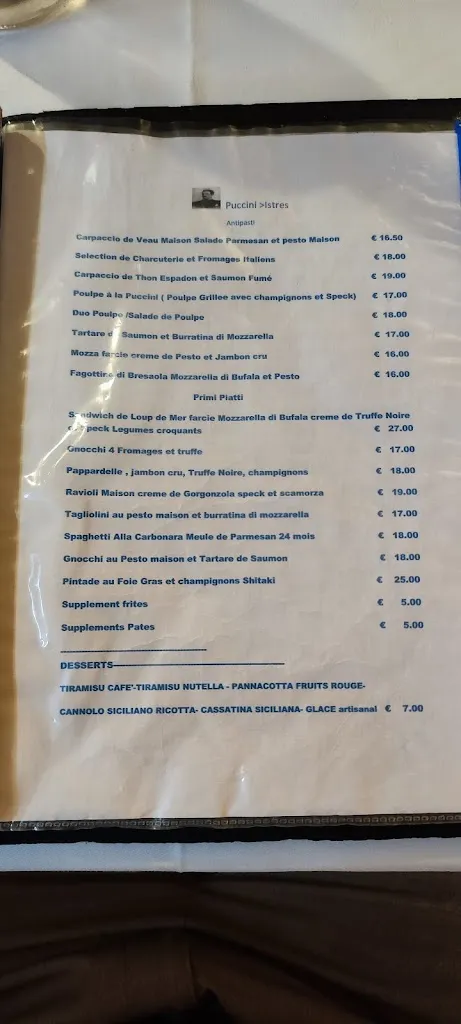 Puccini >Istres
Antipasti
Carpaccio de Veau Maison Salade Parmesan et pesto Maison € 16.50
Selection de Charcuterie et Fromages Italiens € 18.00
Carpaccio de Thon Espadon et Saumon Fumé € 19.00
Poulpe à la Puccini ( Poulpe Grillee avec champignons et Speck) € 17.00
Duo Poulpe /Salade de Poulpe € 18.00
Tartare de Saumon et Burratina di Mozzarella € 17.00
Mozza farcie creme de Pesto et Jambon cru € 16.00
Fagottino di Bresaola Mozzarella di Bufala et Pesto € 16.00
Primi Piatti
Sandwich de Loup de Mer farcie Mozzarella di Bufala creme de Truffe Noire
et Speck Legumes croquants € 27.00
Gnocchi 4 Fromages et truffe € 17.00
Pappardelle , jambon cru, Truffe Noire, champignons € 18.00
Ravioli Maison creme de Gorgonzola speck et scamorza € 19.00
Tagliolini au pesto maison et burratina di mozzarella € 17.00
Spaghetti Alla Carbonara Meule de Parmesan 24 mois € 18.00
Gnocchi au Pesto maison et Tartare de Saumon € 18.00
Pintade au Foie Gras et champignons Shitaki € 25.00
Supplement frites € 5.00
Supplements Pates € 5.00
DESSERTS
TIRAMISU CAFE'-TIRAMISU NUTELLA - PANNACOTTA FRUITS ROUGE-
CANNOLO SICILIANO RICOTTA- CASSATINA SICILIANA- GLACE artisanal € 7.00